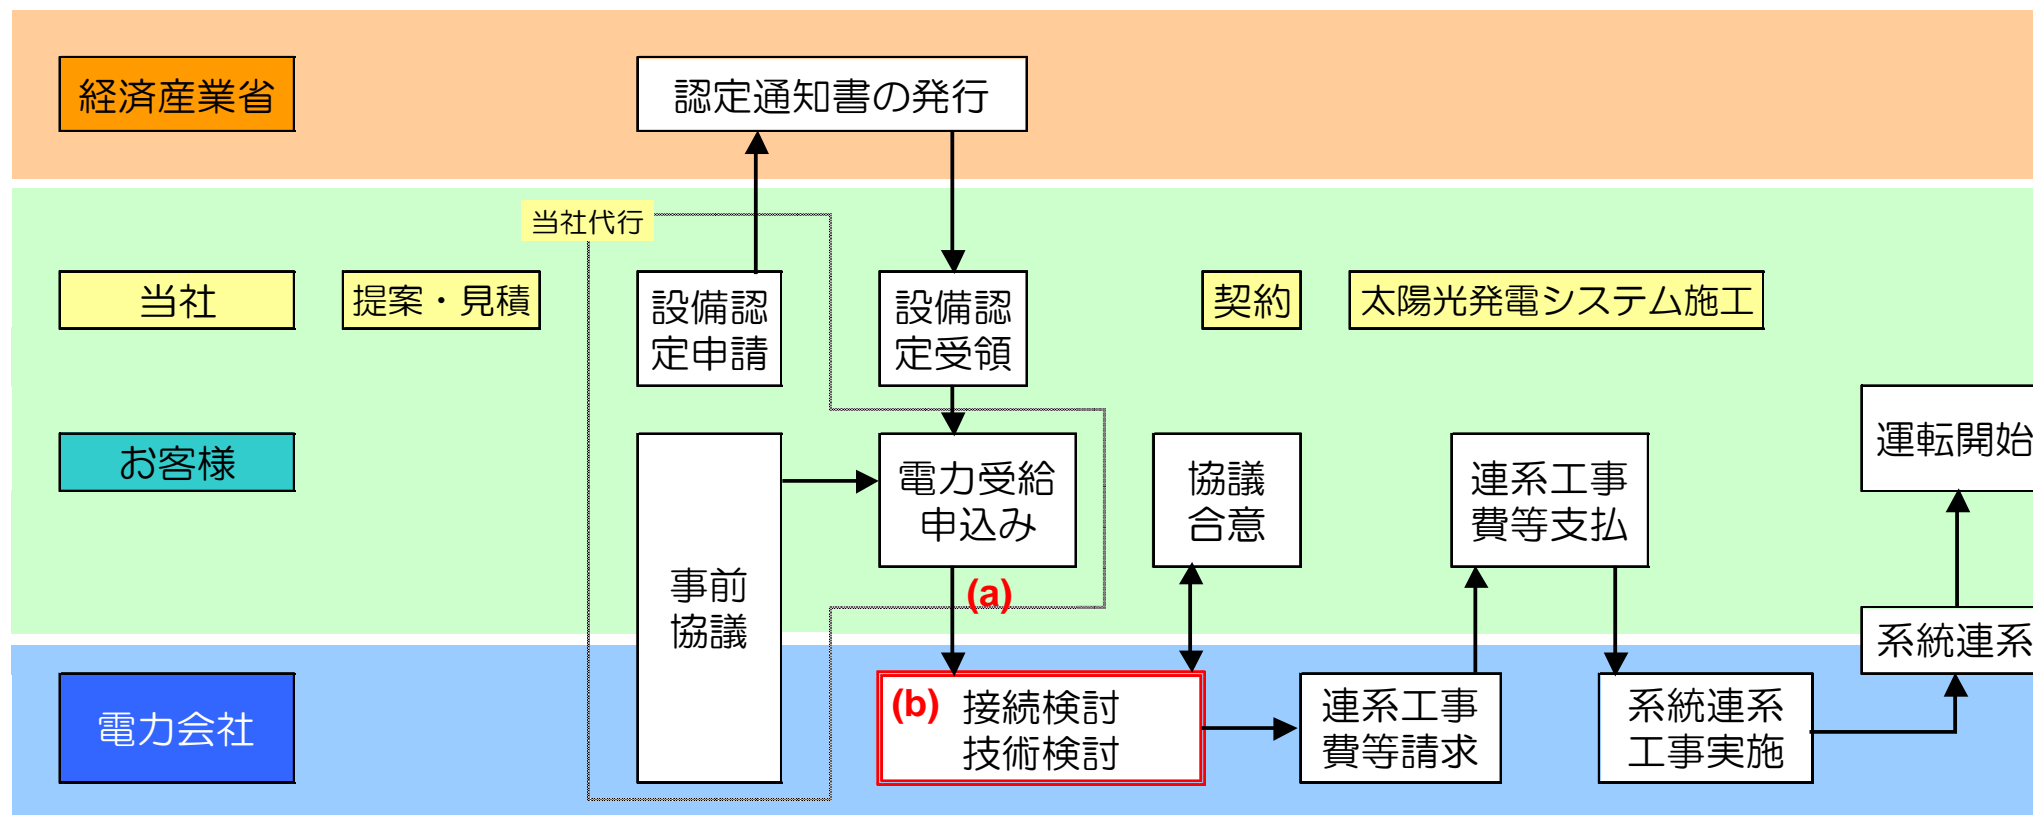 経済産業省
認定通知書の発行
当社代行
当社
提案・見積
設備認
定申請
設備認
定受領
契約
太陽光発電システム施工
お客様
事前
協議
電力受給
申込み
(a)
協議
合意
連系工事
費等支払
運転開始
系統連系
電力会社
(b)
接続検討
技術検討
連系工事
費等請求
系統連系
工事実施